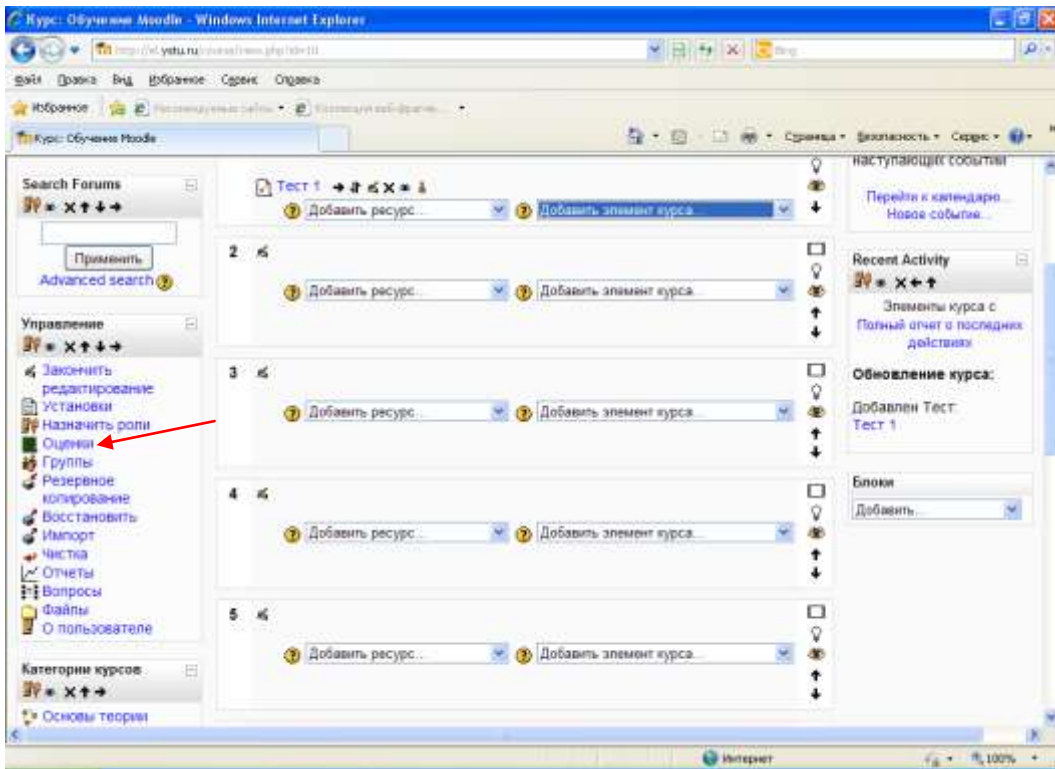 Курс: Обучение Moodle - Windows Internet Explorer
Файл Правка Вид Избранное Сервис Справка
Избранное
Курс: Обучение Moodle
Страница Безопасность Сервис
Search Forums
Применить
Advanced search
Управление
Закончить
редактирование
Установки
Назначить роли
Оценки
Группы
Резервное
копирование
Восстановить
Импорт
Чистка
Отчеты
Вопросы
Файлы
О пользователе
Категории курсов
Основы теории
Тест 1
Добавить ресурс... Добавить элемент курса...
2
Добавить ресурс... Добавить элемент курса...
3
Добавить ресурс... Добавить элемент курса...
4
Добавить ресурс... Добавить элемент курса...
5
Добавить ресурс... Добавить элемент курса...
наступающих событий
Перейти к календарю...
Новое событие...
Recent Activity
Элементы курса с
Полный отчет о последних
действиях
Обновление курса:
Добавлен Тест:
Тест 1
Блоки
Добавить...
Интернет
100%